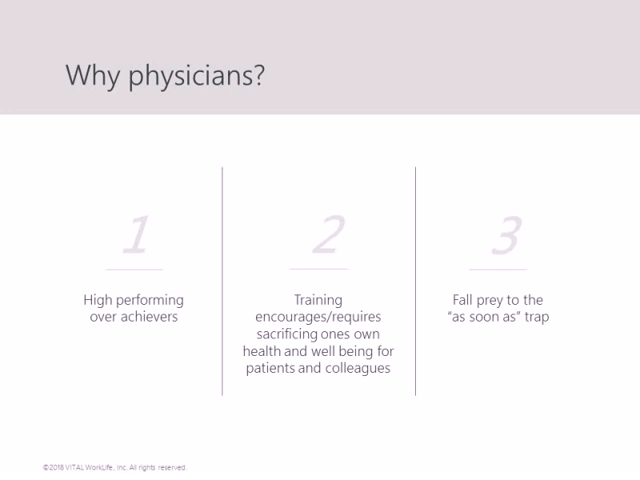 Why physicians?
1
High performing
over achievers
2
Training
encourages/requires
sacrificing ones own
health and well being for
patients and colleagues
3
Fall prey to the
“as soon as” trap
©2018 VITAL WorkLife, Inc. All rights reserved.